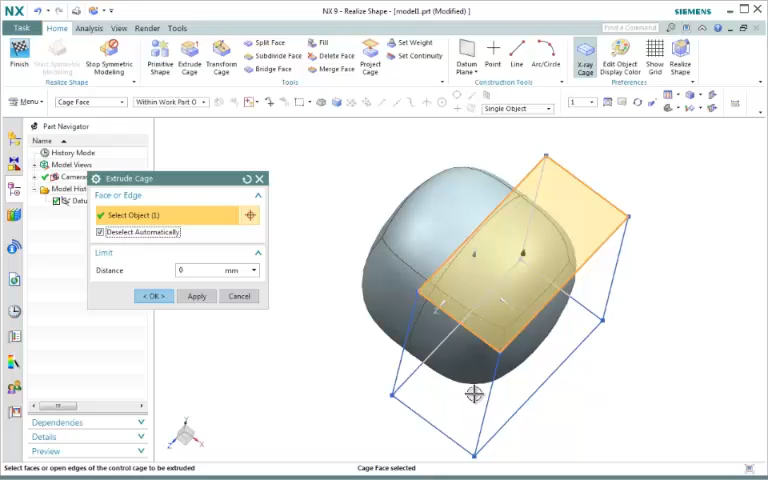 NX
NX 9 - Realize Shape - [model1.prt (Modified) ]
SIEMENS
Task
Home
Analysis
View
Render
Tools
Find a Command
Finish
Start Symmetric Modeling
Stop Symmetric Modeling
Realize Shape
Primitive Shape
Extrude Cage
Transform Cage
Split Face
Subdivide Face
Bridge Face
Fill
Delete Face
Merge Face
Project Cage
Set Weight
Set Continuity
Tools
Datum Plane
Point
Line
Arc/Circle
Construction Tools
X-ray Cage
Edit Object Display Color
Show Grid
Realize Shape
Preferences
Menu
Cage Face
Within Work Part O
Single Object
1
Part Navigator
Name
History Mode
Model Views
Camera
Model Hist
Datu
Extrude Cage
Face or Edge
Select Object (1)
Deselect Automatically
Limit
Distance
0
mm
< OK >
Apply
Cancel
Dependencies
Details
Preview
Y
Z
X
Select faces or open edges of the control cage to be extruded
Cage Face selected